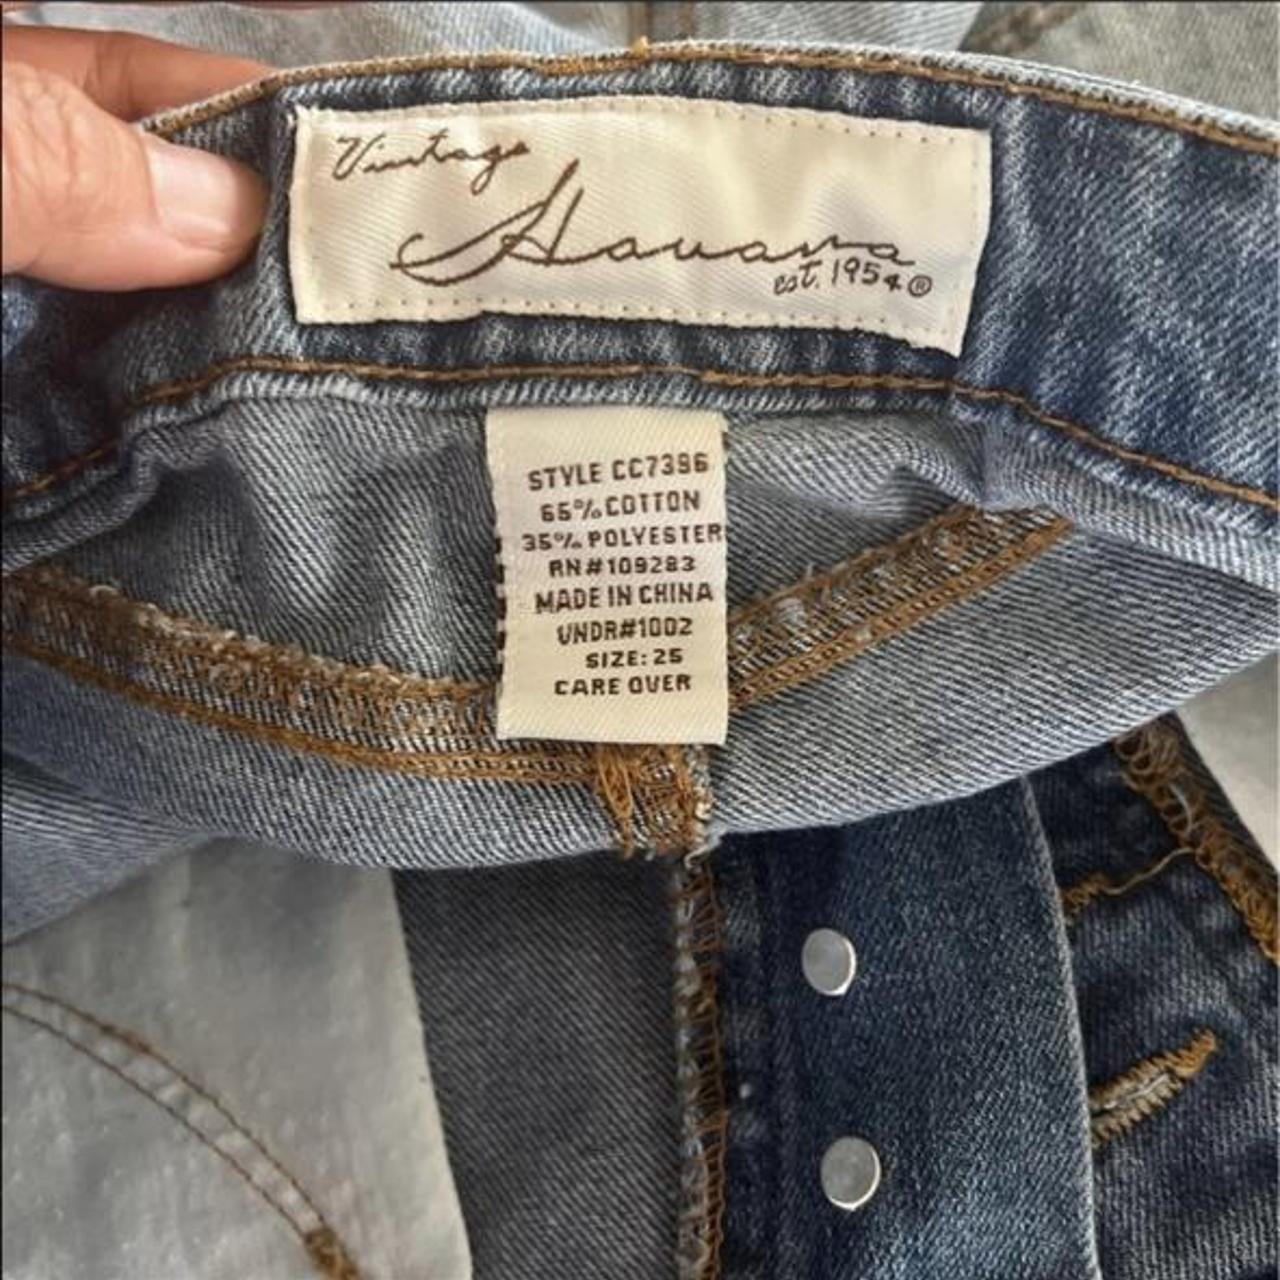 Vintage
Havana
est. 1954®
STYLE CC7396
65% COTTON
35% POLYESTER
RN#109283
MADE IN CHINA
VNDR#1002
SIZE: 25
CARE OVER